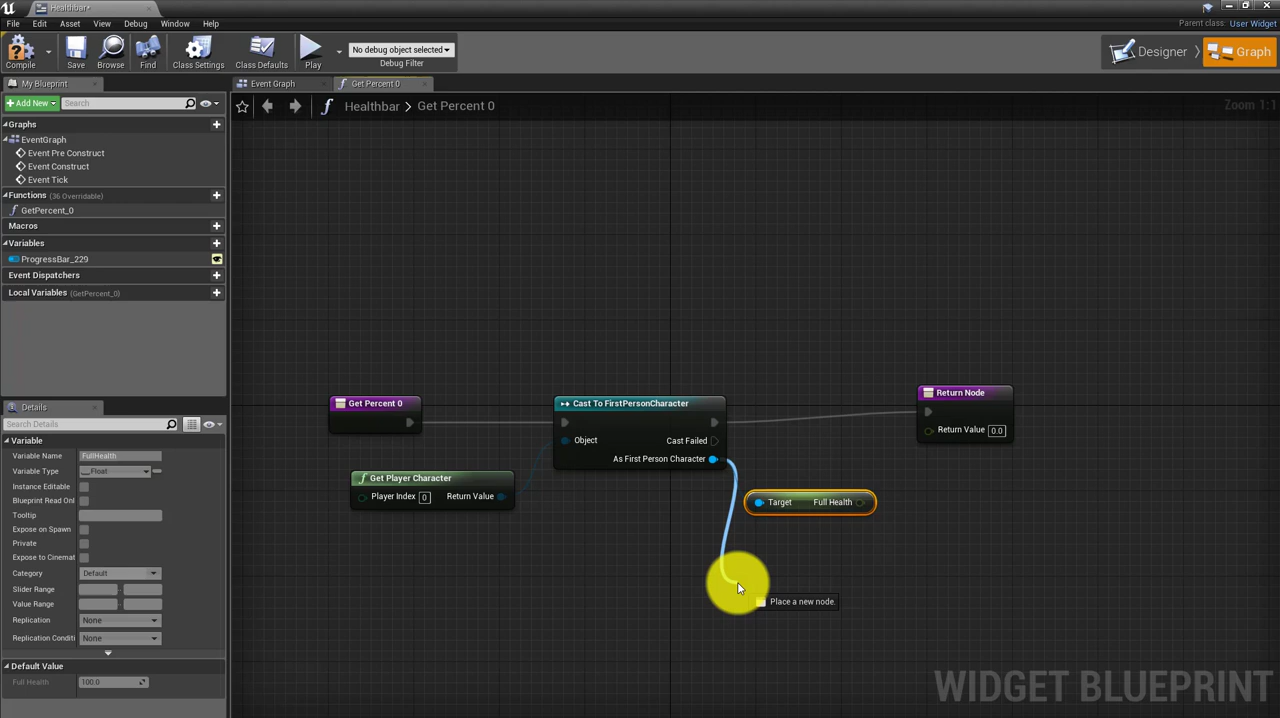 Healthbar*
File Edit Asset View Debug Window Help
Parent class: User Widget
Compile Save Browse Find Class Settings Class Defaults Play
No debug object selected
Debug Filter
Designer Graph
My Blueprint
Event Graph Get Percent 0
+Add New Search
Healthbar > Get Percent 0
Zoom 1:1
Graphs
EventGraph
Event Pre Construct
Event Construct
Event Tick
Functions (36 Overridable)
GetPercent_0
Macros
Variables
ProgressBar_229
Event Dispatchers
Local Variables (GetPercent_0)
Get Percent 0
Cast To FirstPersonCharacter
Object
Cast Failed
As First Person Character
Return Node
Return Value 0.0
Get Player Character
Player Index 0 Return Value
Target Full Health
Place a new node.
Details
Search Details
Variable
Variable Name FullHealth
Variable Type Float
Instance Editable
Blueprint Read Onl
Tooltip
Expose on Spawn
Private
Expose to Cinemat
Category Default
Slider Range
Value Range
Replication None
Replication Conditi None
Default Value
Full Health 100.0
WIDGET BLUEPRINT